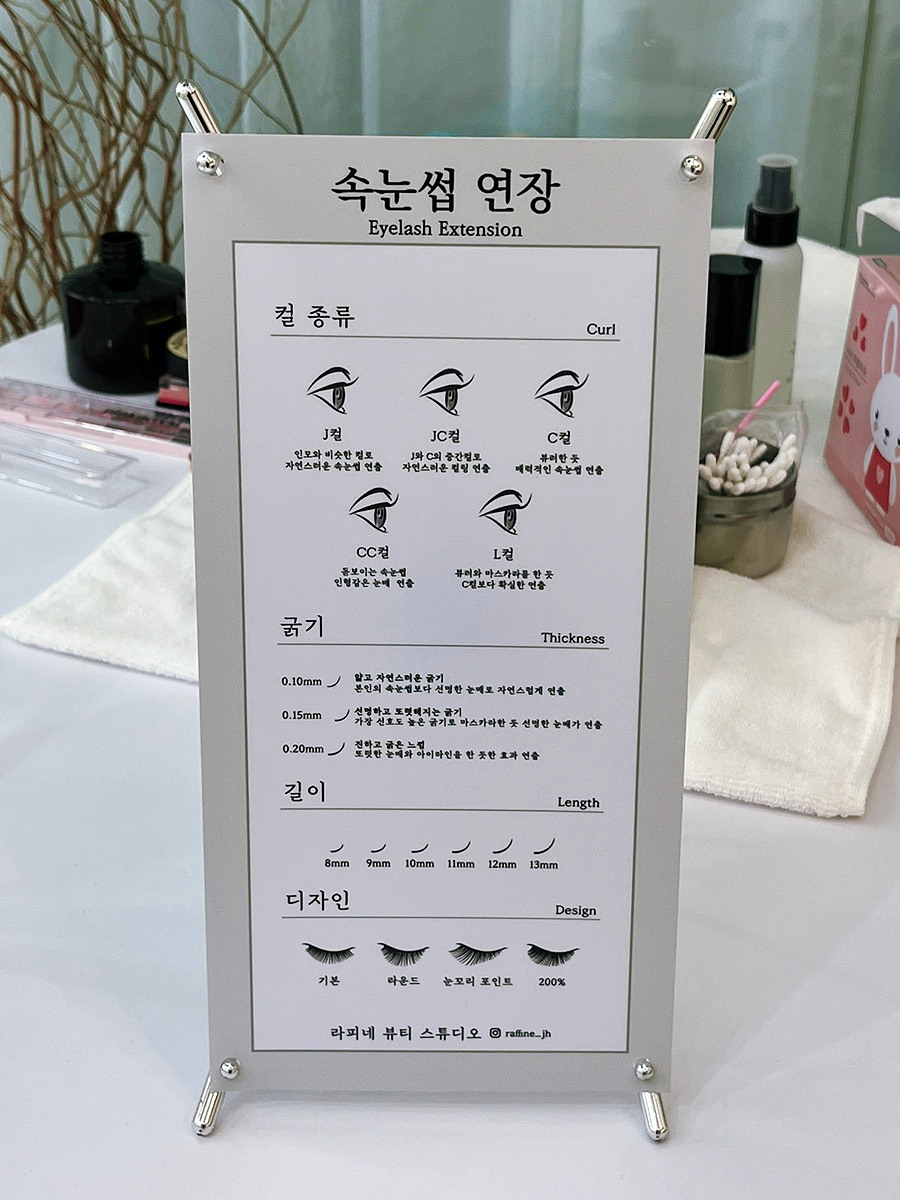 속눈썹 연장
Eyelash Extension
컬 종류
Curl
J컬
JC컬
C컬
인모와 비슷한 컬로
자연스러운 속눈썹 연출
J와 C의 중간컬로
자연스러운 컬링 연출
뷰러한 듯
매력적인 속눈썹 연출
CC컬
L컬
돋보이는 속눈썹
인형같은 눈매 연출
뷰러와 마스카라를 한 듯
C컬보다 확실한 연출
굵기
Thickness
0.10mm
얇고 자연스러운 굵기
본인의 속눈썹보다 선명한 눈매로 자연스럽게 연출
0.15mm
선명하고 또렷해지는 굵기
가장 선호도 높은 굵기로 마스카라한 듯 선명한 눈매가 연출
0.20mm
진하고 굵은 느낌
또렷한 눈매와 아이라인을 한 듯한 효과 연출
길이
Length
8mm 9mm 10mm 11mm 12mm 13mm
디자인
Design
기본 라운드 눈꼬리 포인트 200%
라피네 뷰티 스튜디오 raffine_jh